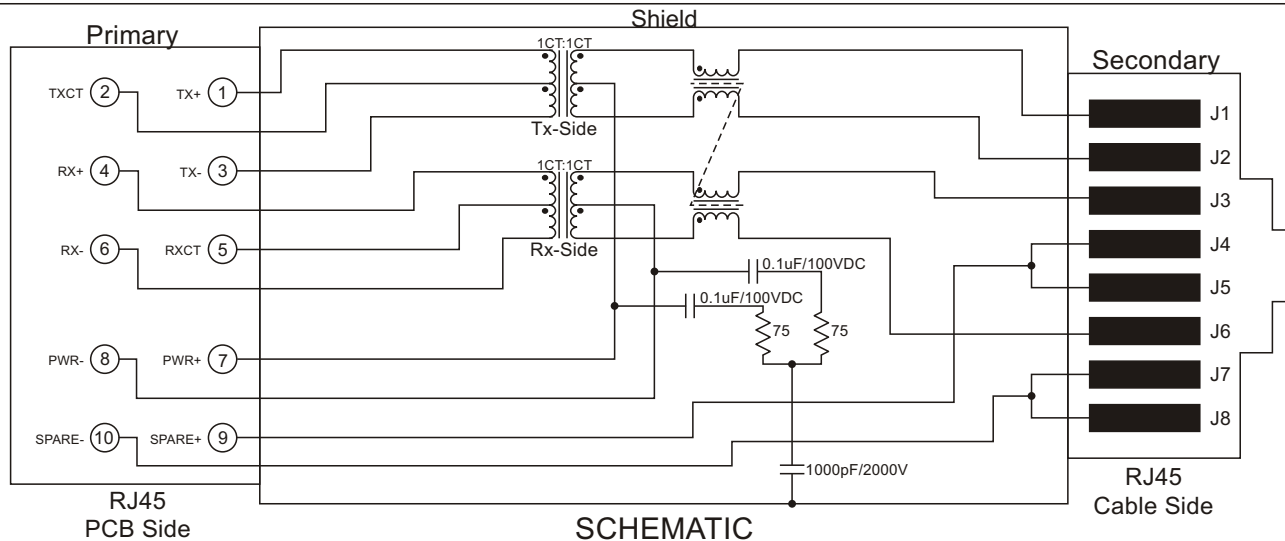 Shield
Primary
1CT:1CT
Secondary
TXCT 2 TX+ 1
J1
Tx-Side
J2
RX+ 4 TX- 3
1CT:1CT
J3
RX- 6 RXCT 5
Rx-Side
J4
0.1uF/100VDC
J5
0.1uF/100VDC
75 75
J6
PWR- 8 PWR+ 7
J7
J8
SPARE- 10 SPARE+ 9
1000pF/2000V
RJ45
PCB Side
RJ45
Cable Side
SCHEMATIC